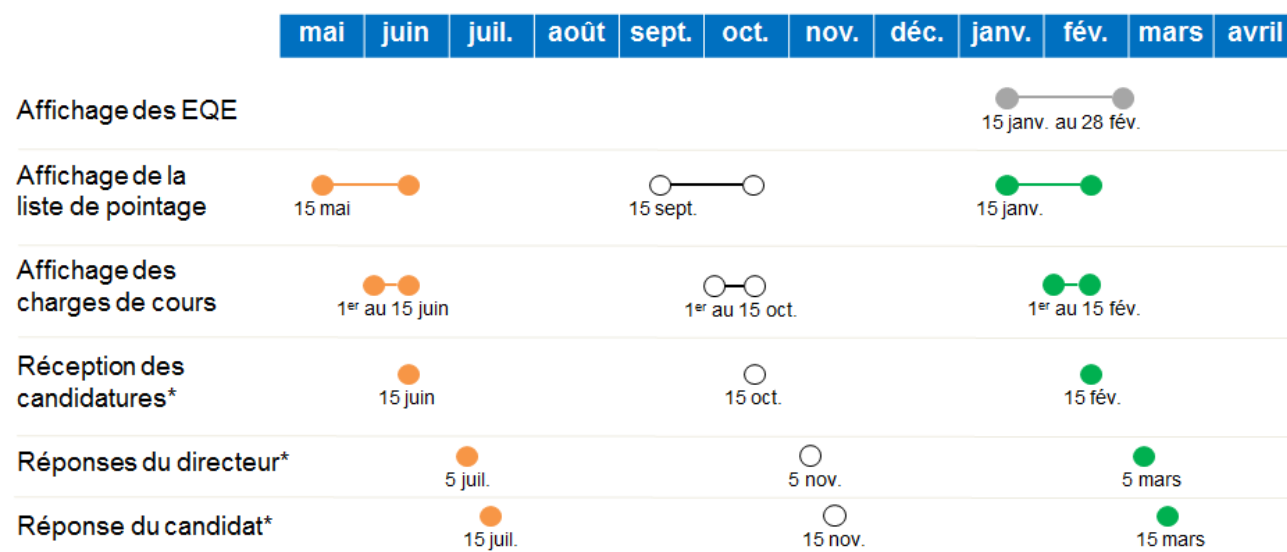 mai juin juil. août sept. oct. nov. déc. janv. fév. mars avril
Affichage des EQE
15 janv. au 28 fév.
Affichage de la
liste de pointage
15 mai 15 sept. 15 janv.
Affichage des
charges de cours
1er au 15 juin 1er au 15 oct. 1er au 15 fév.
Réception des
candidatures*
15 juin 15 oct. 15 fév.
Réponses du directeur*
5 juil. 5 nov. 5 mars
Réponse du candidat*
15 juil. 15 nov. 15 mars